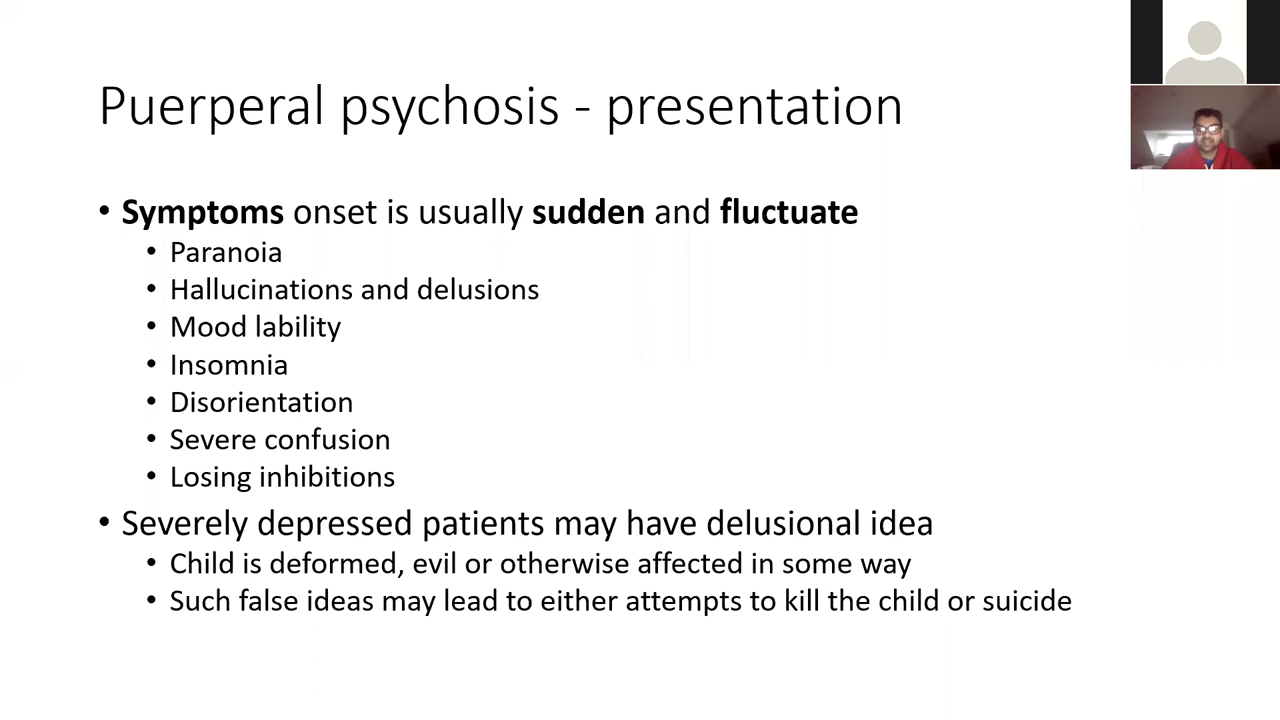 Puerperal psychosis - presentation
• Symptoms onset is usually sudden and fluctuate
• Paranoia
• Hallucinations and delusions
• Mood lability
• Insomnia
• Disorientation
• Severe confusion
• Losing inhibitions
• Severely depressed patients may have delusional idea
• Child is deformed, evil or otherwise affected in some way
• Such false ideas may lead to either attempts to kill the child or suicide